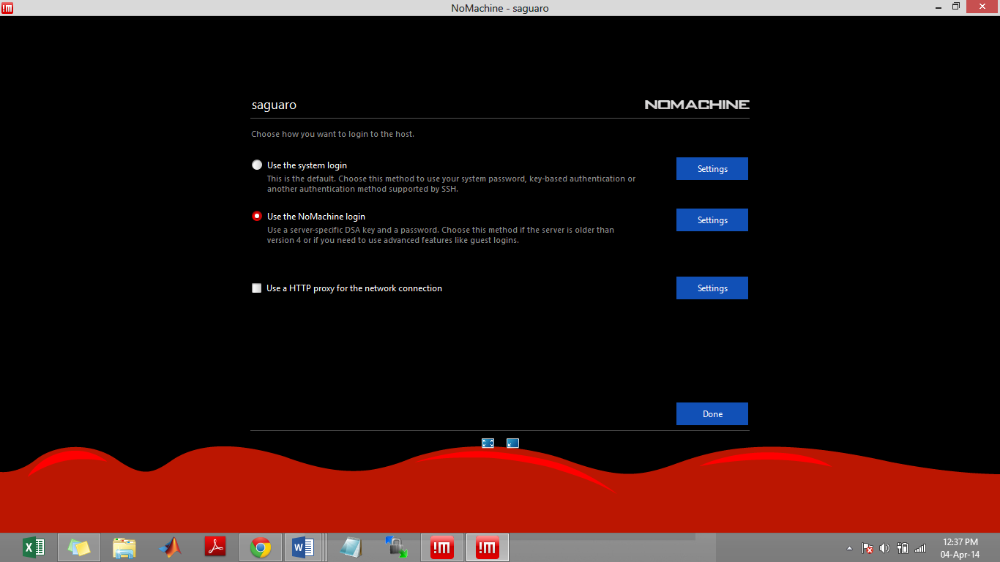 NoMachine - saguaro
saguaro
NOMACHINE
Choose how you want to login to the host.
Use the system login
Settings
This is the default. Choose this method to use your system password, key-based authentication or
another authentication method supported by SSH.
Use the NoMachine login
Settings
Use a server-specific DSA key and a password. Choose this method if the server is older than
version 4 or if you need to use advanced features like guest logins.
Use a HTTP proxy for the network connection
Settings
Done
12:37 PM
04-Apr-14